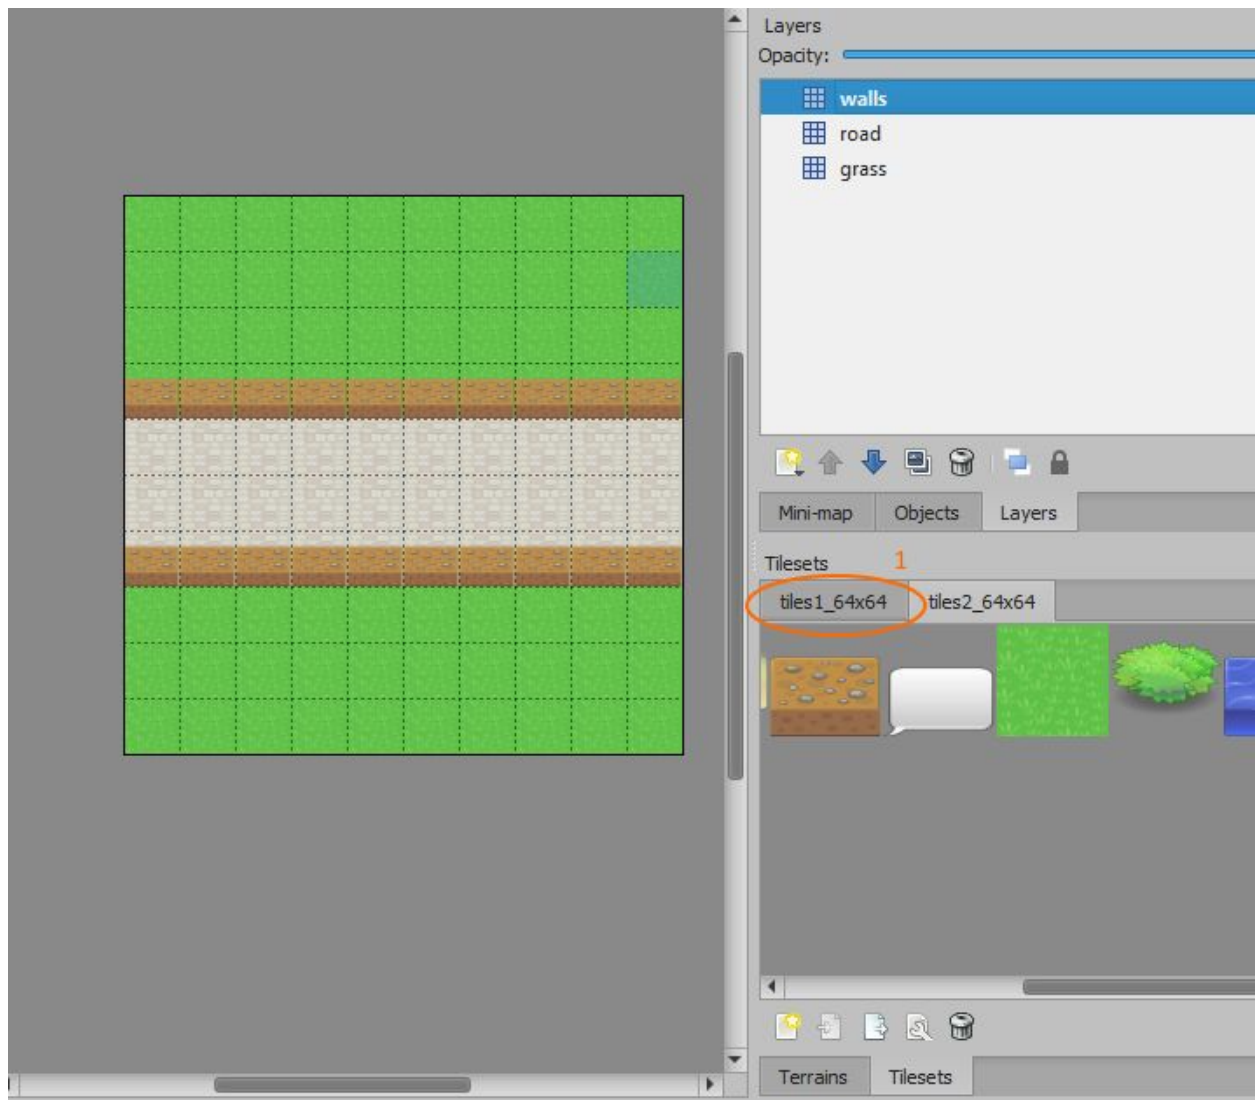 Layers
Opacity:
walls
road
grass
Mini-map Objects Layers
Tilesets 1
tiles1_64x64 tiles2_64x64
Terrains Tilesets